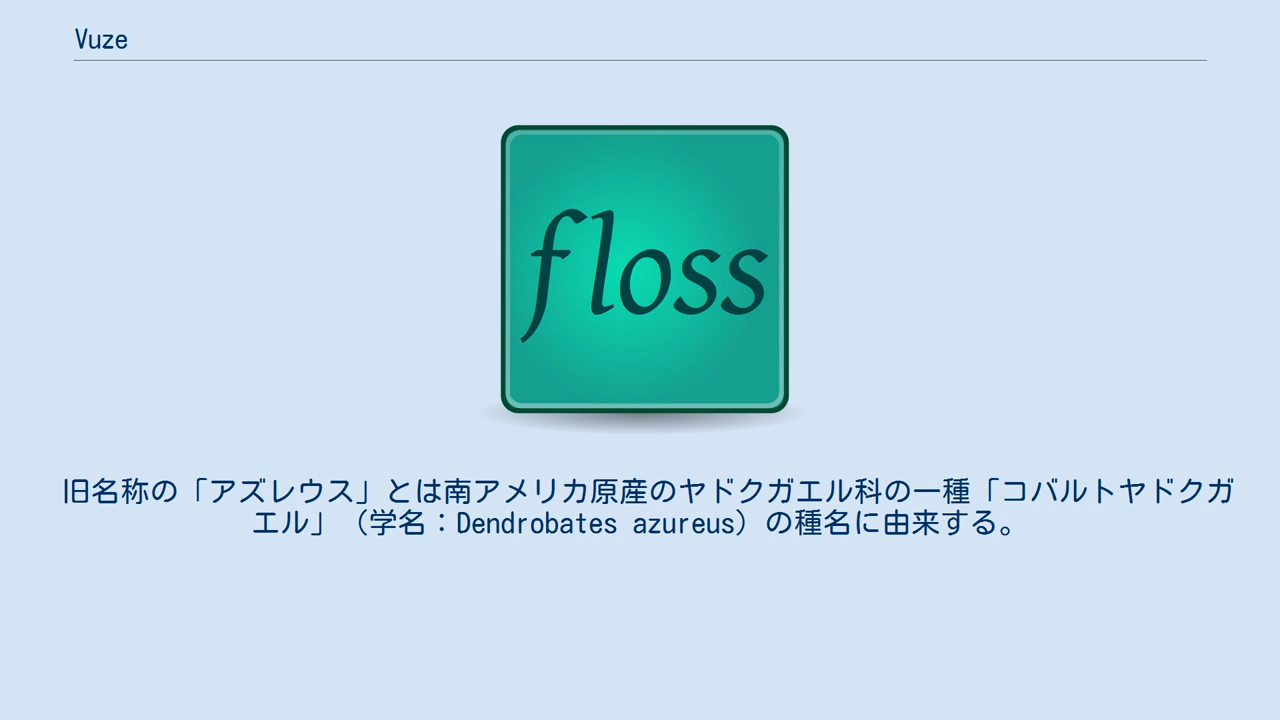 Vuze
floss
旧名称の「アズレウス」とは南アメリカ原産のヤドクガエル科の一種「コバルトヤドクガ
エル」（学名：Dendrobates azureus）の種名に由来する。